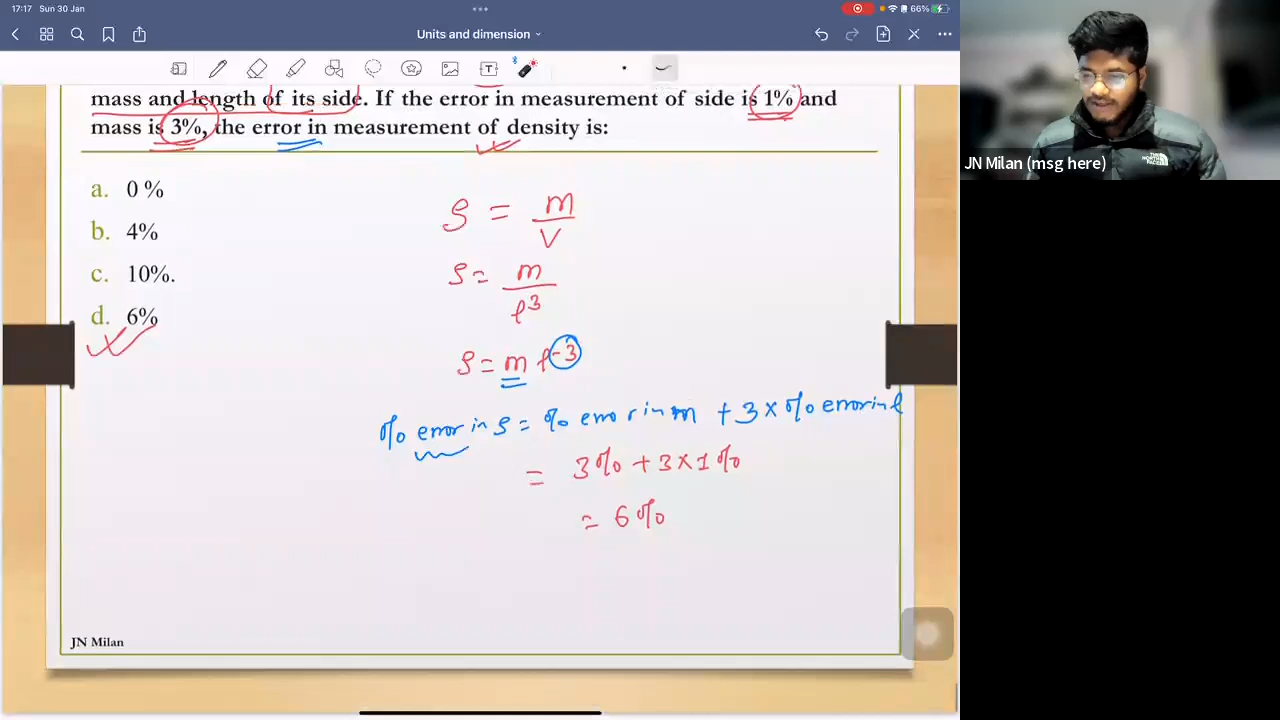 17:17 Sun 30 Jan
66%
Units and dimension
mass and length of its side. If the error in measurement of side is 1% and
mass is 3%, the error in measurement of density is:
a. 0 %
b. 4%
c. 10%.
d. 6%
ρ = m/V
ρ = m/l³
ρ = m l⁻³
% error in ρ = % error in m + 3 × % error in l
= 3% + 3 × 1%
= 6%
JN Milan
JN Milan (msg here)
THE NORTH FACE